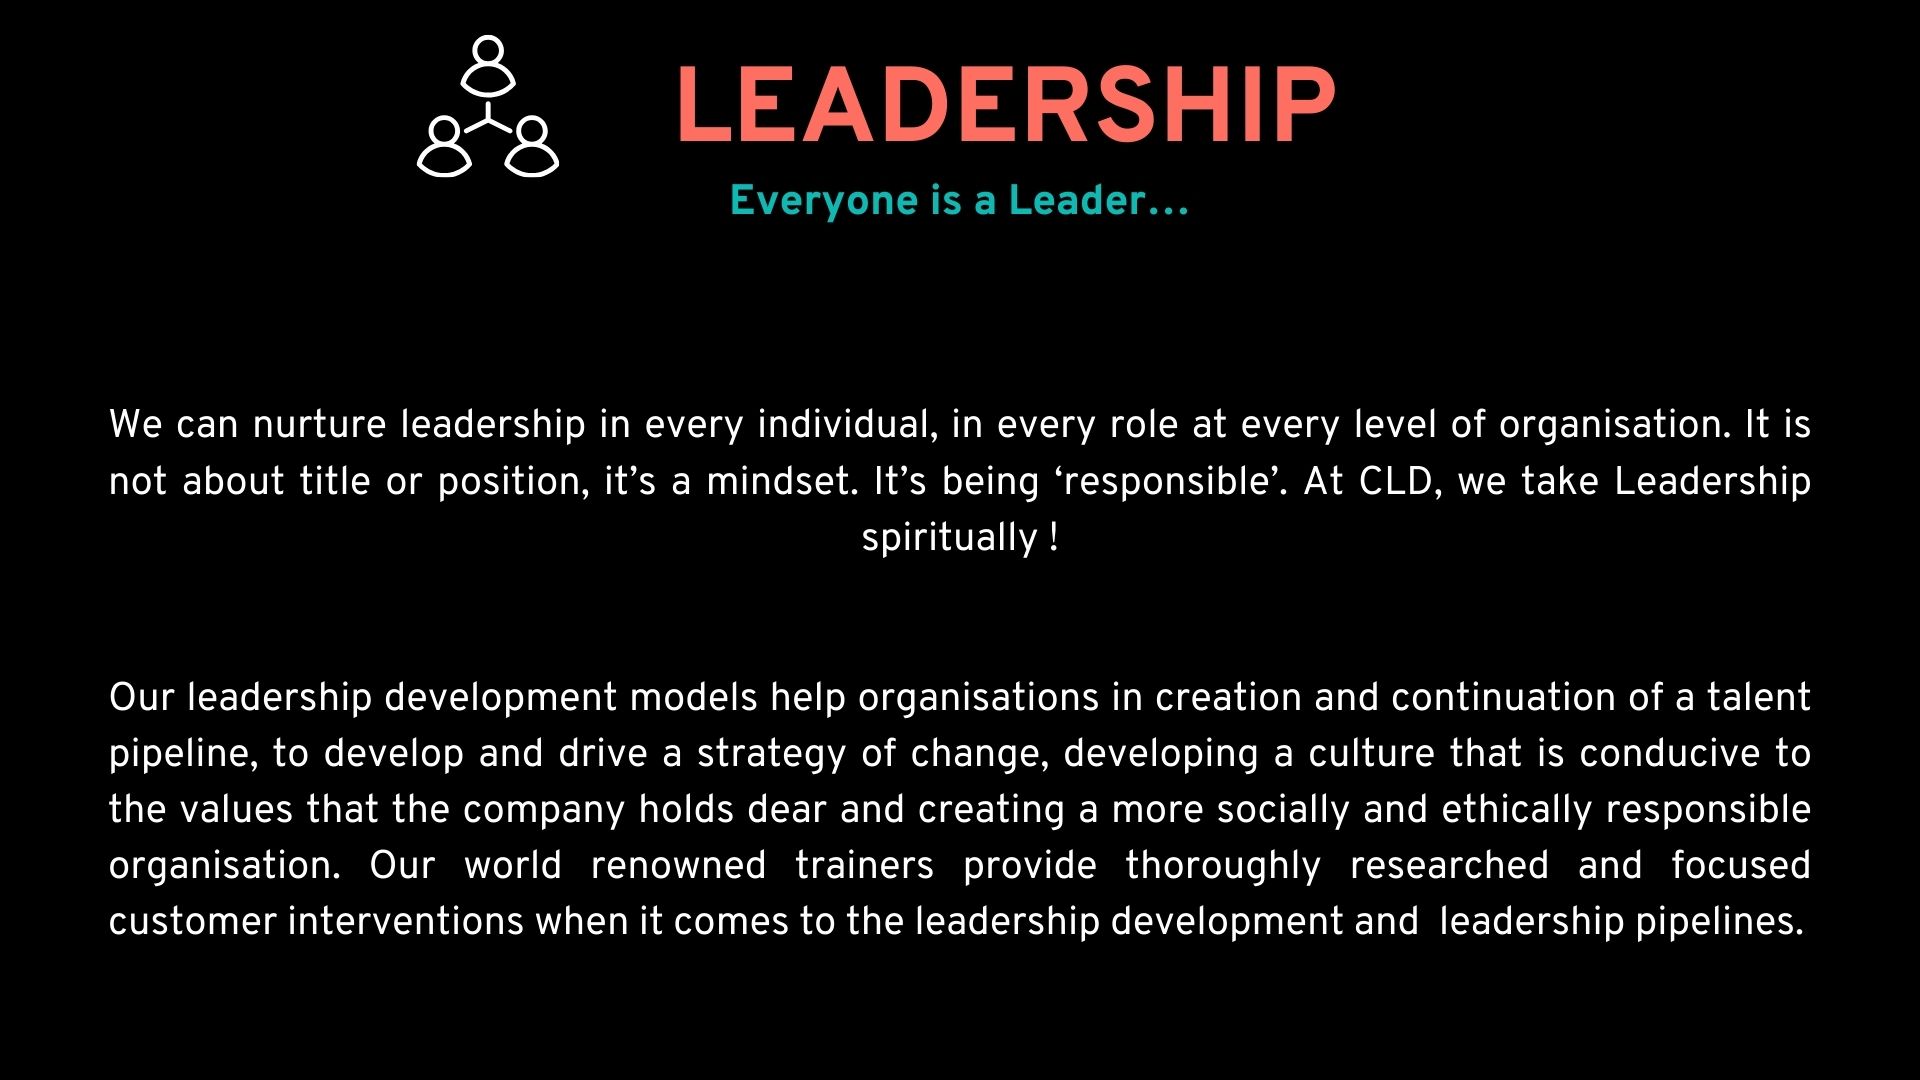 LEADERSHIP
Everyone is a Leader...
We can nurture leadership in every individual, in every role at every level of organisation. It is
not about title or position, it’s a mindset. It’s being ‘responsible’. At CLD, we take Leadership
spiritually !
Our leadership development models help organisations in creation and continuation of a talent
pipeline, to develop and drive a strategy of change, developing a culture that is conducive to
the values that the company holds dear and creating a more socially and ethically responsible
organisation. Our world renowned trainers provide thoroughly researched and focused
customer interventions when it comes to the leadership development and  leadership pipelines.